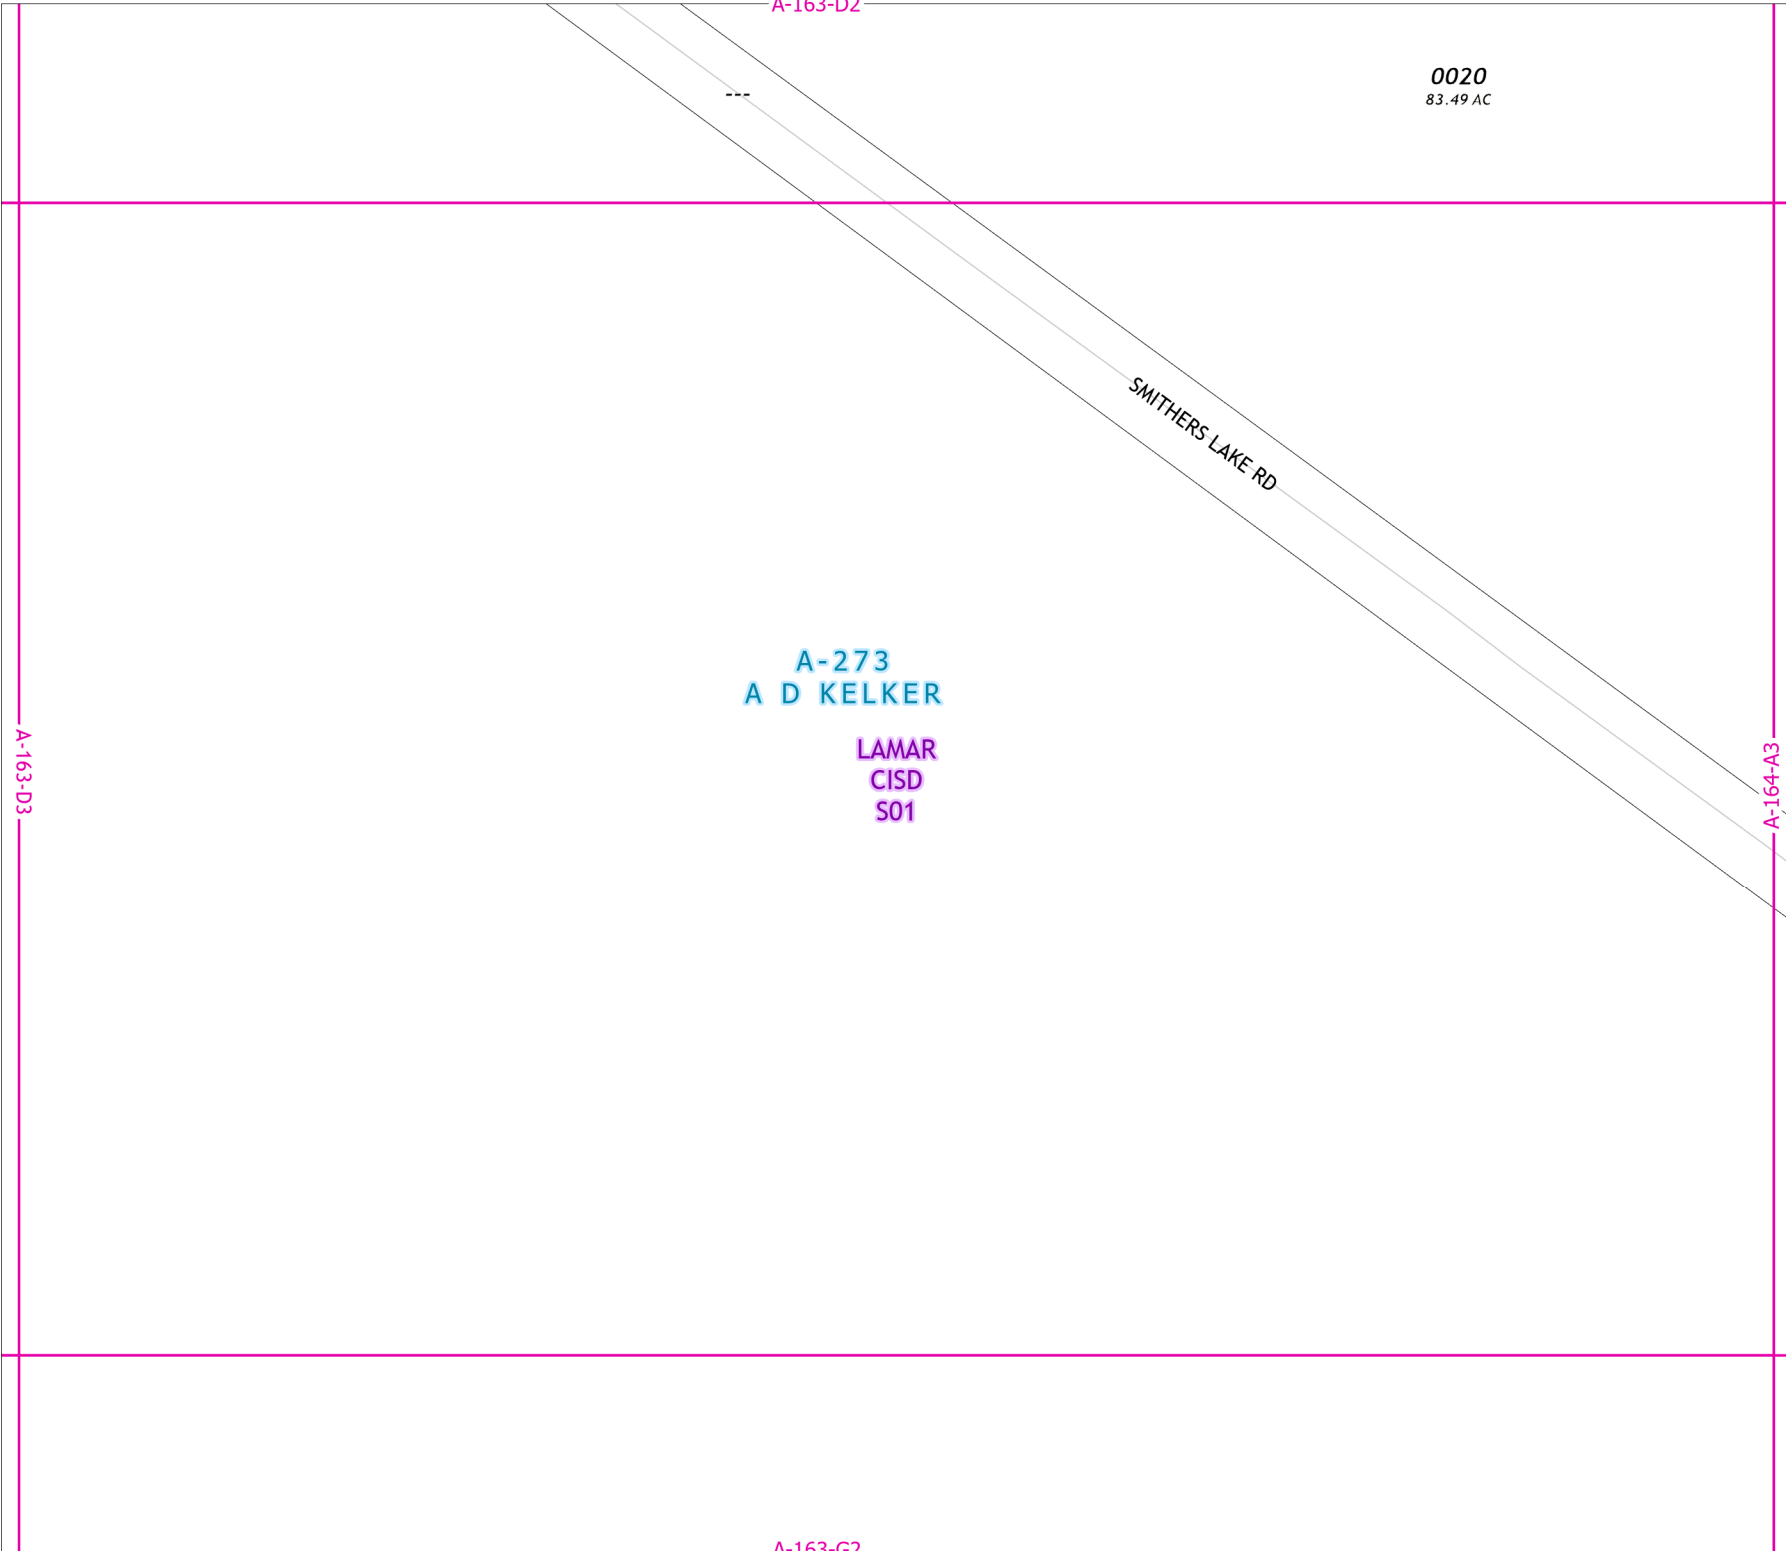 A-163-D2
0020
83.49 AC
---
SMITHERS LAKE RD
A-273
A D KELKER
LAMAR
CISD
S01
A-163-D3
A-164-A3
A-163-G2